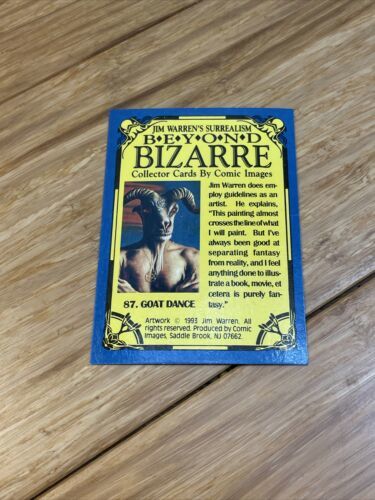 JIM WARREN'S SURREALISM
B•E•Y•O•N•D
BIZARRE
Collector Cards By Comic Images
Jim Warren does em-
ploy guidelines as an
artist. He explains,
"This painting almost
crosses the line of what
I will paint. But I've
always been good at
separating fantasy
from reality, and I feel
anything done to illus-
trate a book, movie, et
cetera is purely fan-
tasy."
87. GOAT DANCE
Artwork © 1993 Jim Warren. All
rights reserved. Produced by Comic
Images, Saddle Brook, NJ 07662.